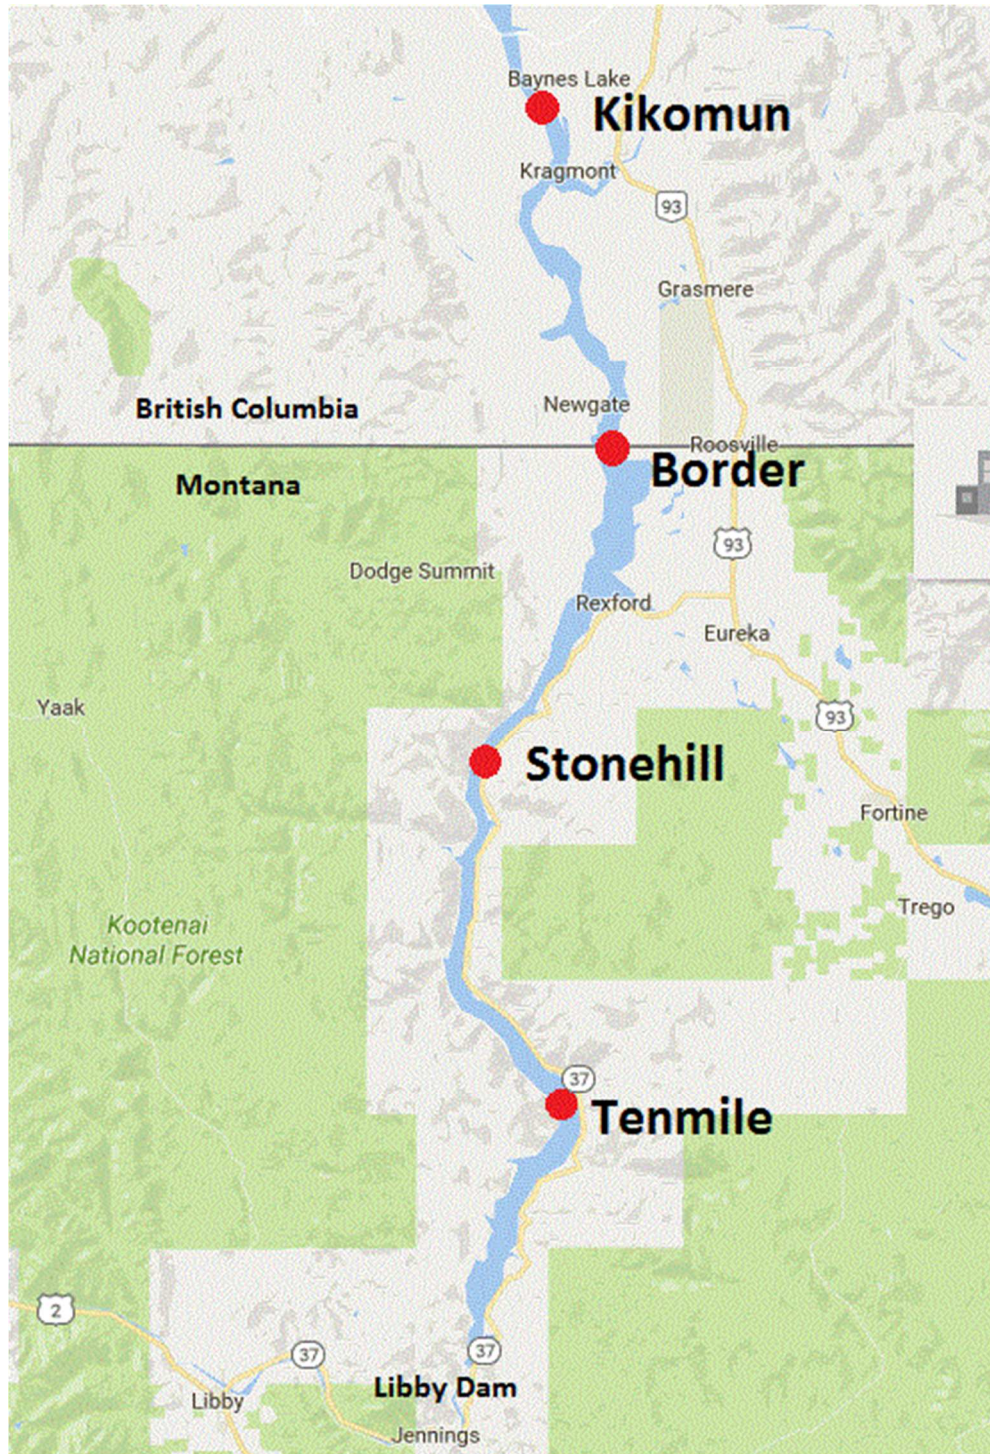 Baynes Lake
Kikomun
Kragmont
93
Grasmere
British Columbia
Newgate
Roosville
Border
Montana
93
Dodge Summit
Rexford
Eureka
Yaak
93
Stonehill
Fortine
Trego
Kootenai
National Forest
37
Tenmile
2
37
37
Libby Dam
Libby
Jennings